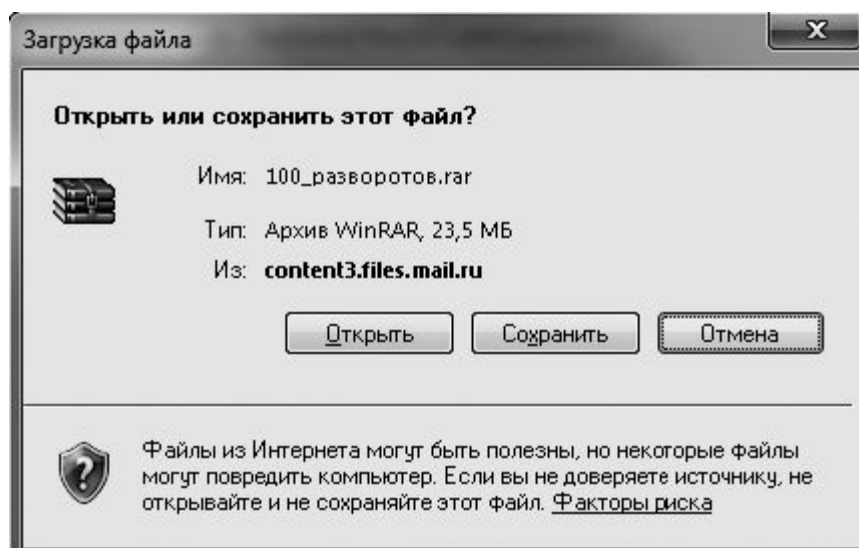 Загрузка файла
Открыть или сохранить этот файл?
Имя: 100_разворотов.rar
Тип: Архив WinRAR, 23,5 МБ
Из: content3.files.mail.ru
Открыть Сохранить Отмена
Файлы из Интернета могут быть полезны, но некоторые файлы
могут повредить компьютер. Если вы не доверяете источнику, не
открывайте и не сохраняйте этот файл. Факторы риска